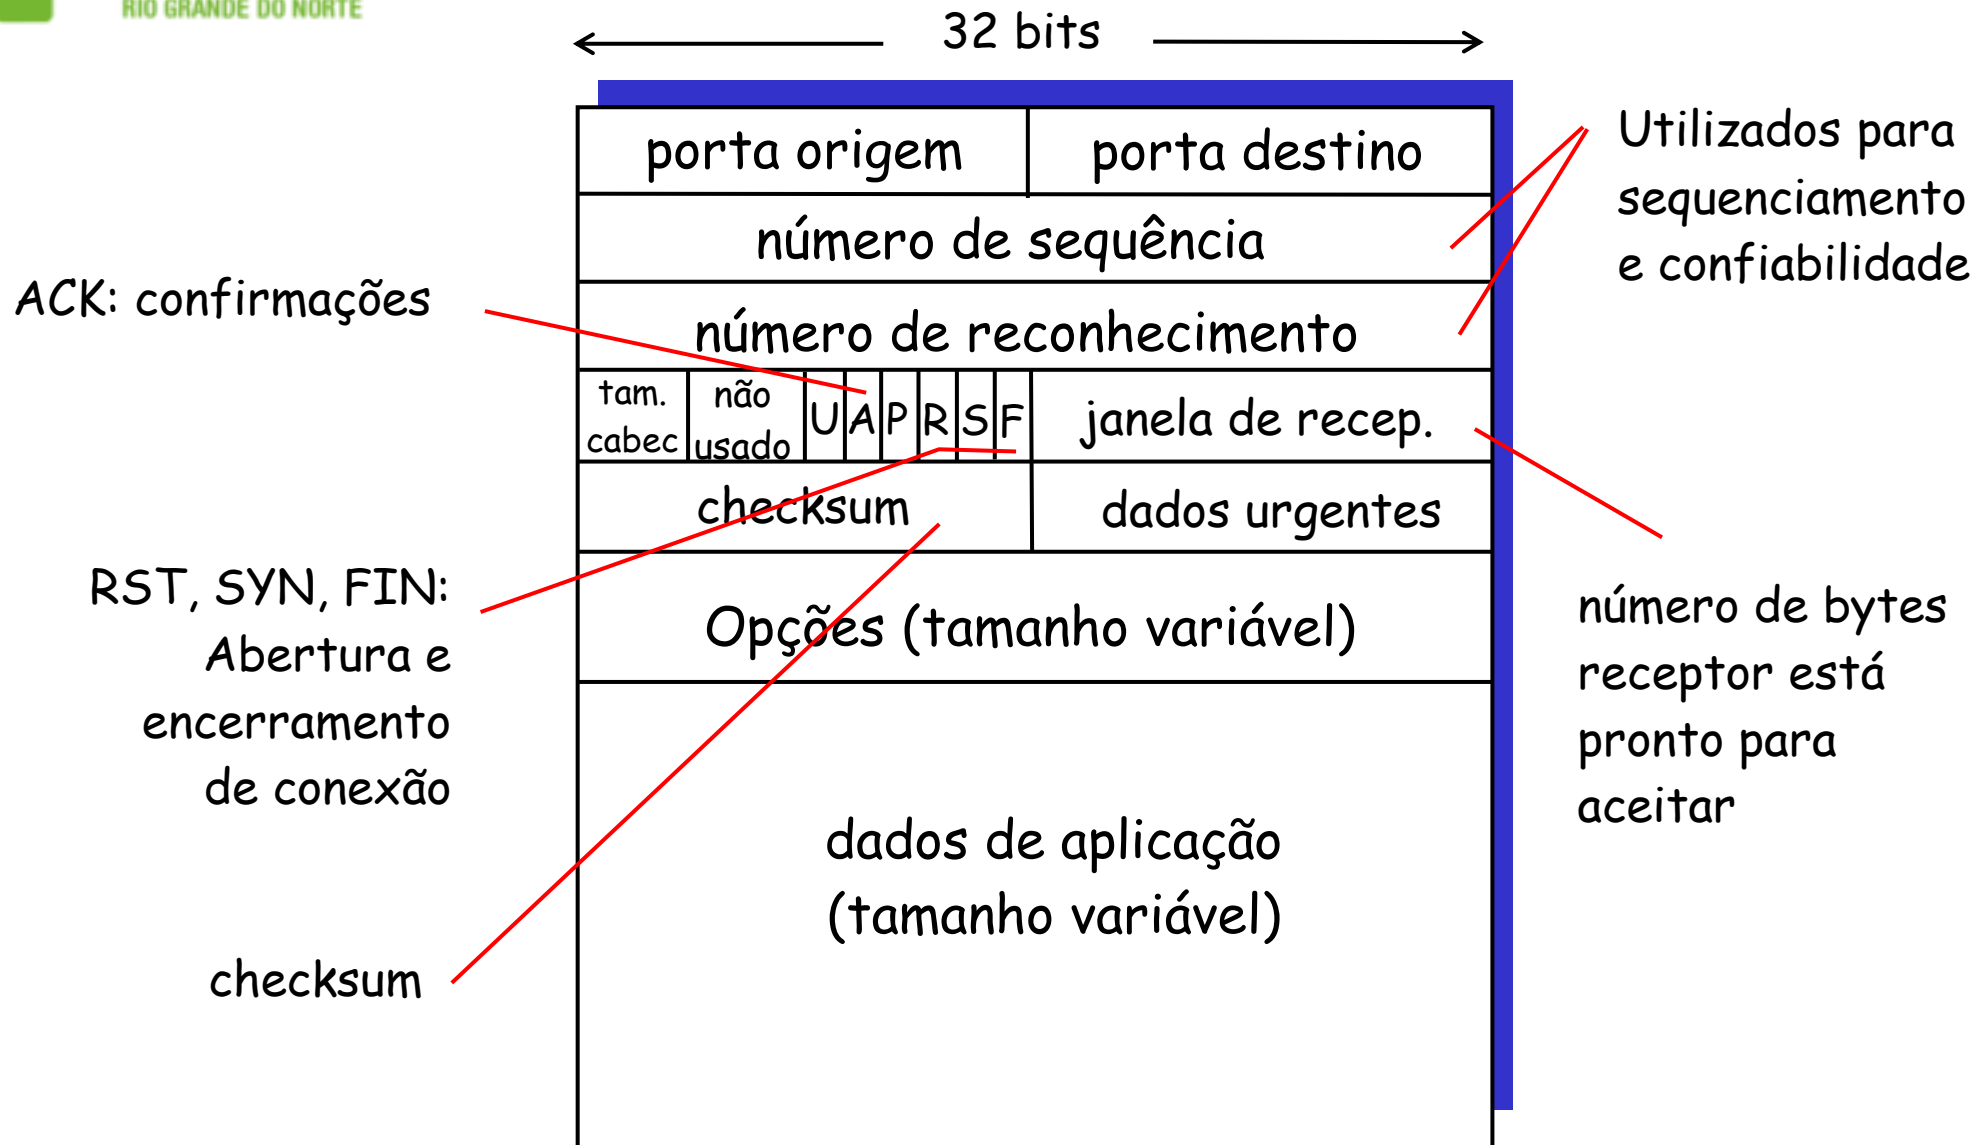 RIO GRANDE DO NORTE
32 bits
porta origem
porta destino
Utilizados para
sequenciamento
e confiabilidade
número de sequência
ACK: confirmações
número de reconhecimento
tam.
cabec
não
usado
U
A
P
R
S
F
janela de recep.
checksum
dados urgentes
RST, SYN, FIN:
Abertura e
encerramento
de conexão
Opções (tamanho variável)
número de bytes
receptor está
pronto para
aceitar
dados de aplicação
(tamanho variável)
checksum